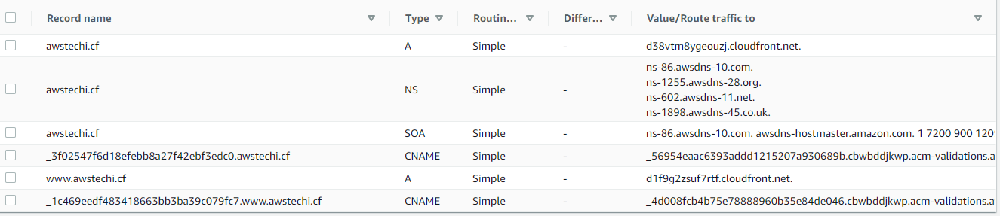 Record name Type Routin... Differ... Value/Route traffic to
awstechi.cf A Simple - d38vtm8ygeouzj.cloudfront.net.
awstechi.cf NS Simple - ns-86.awsdns-10.com.
ns-1255.awsdns-28.org.
ns-602.awsdns-11.net.
ns-1898.awsdns-45.co.uk.
awstechi.cf SOA Simple - ns-86.awsdns-10.com. awsdns-hostmaster.amazon.com. 1 7200 900 1209
_3f02547f6d18efebb8a27f42ebf3edc0.awstechi.cf CNAME Simple - _56954eaac6393addd1215207a930689b.cbwbddjkwp.acm-validations.a
www.awstechi.cf A Simple - d1f9g2zsuf7rtf.cloudfront.net.
_1c469eedf483418663bb3ba39c079fc7.www.awstechi.cf CNAME Simple - _4d008fcb4b75e78888960b35e84de046.cbwbddjkwp.acm-validations.a